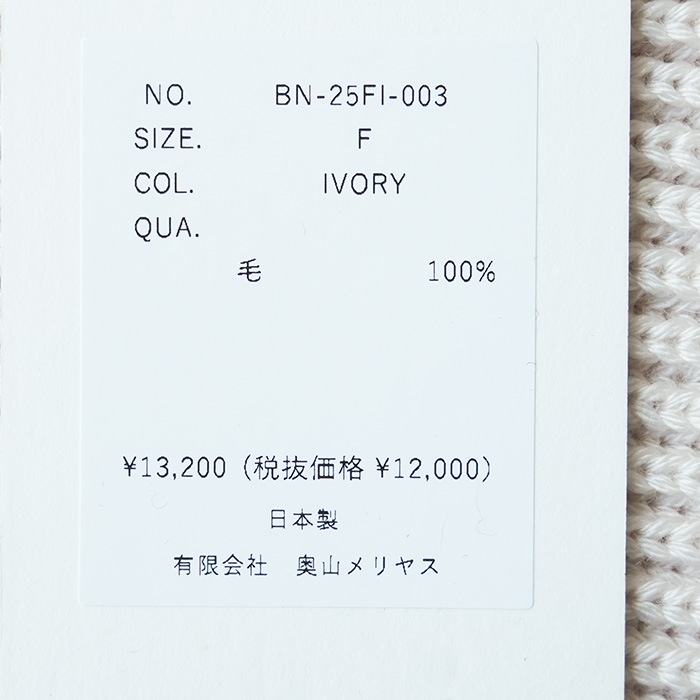 NO. BN-25FI-003
SIZE. F
COL. IVORY
QUA.
毛 100%
¥13,200（税抜価格 ¥12,000）
日本製
有限会社 奥山メリヤス